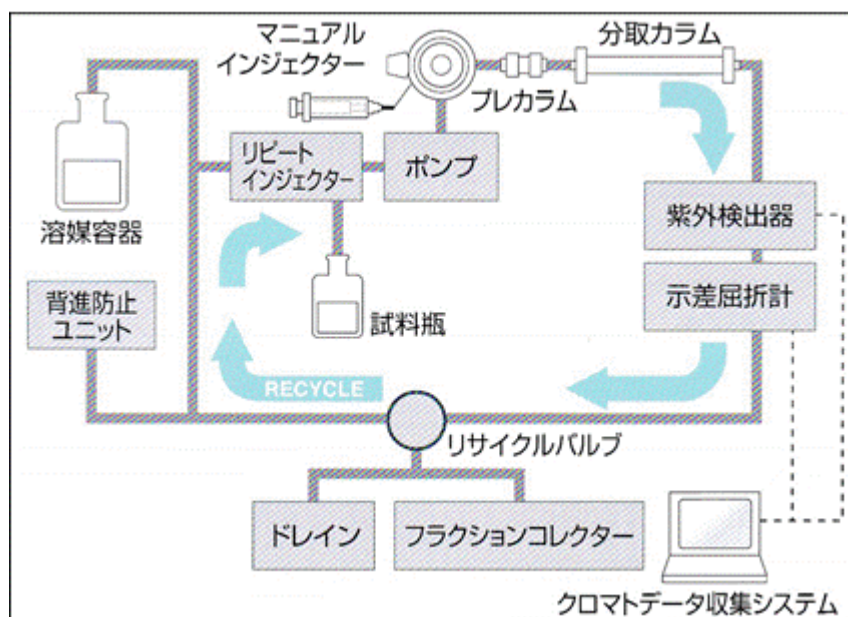 マニュアル
インジェクター
分取カラム
プレカラム
リピート
インジェクター
ポンプ
溶媒容器
紫外検出器
示差屈折計
背進防止
ユニット
試料瓶
RECYCLE
リサイクルバルブ
ドレイン
フラクションコレクター
クロマトデータ収集システム